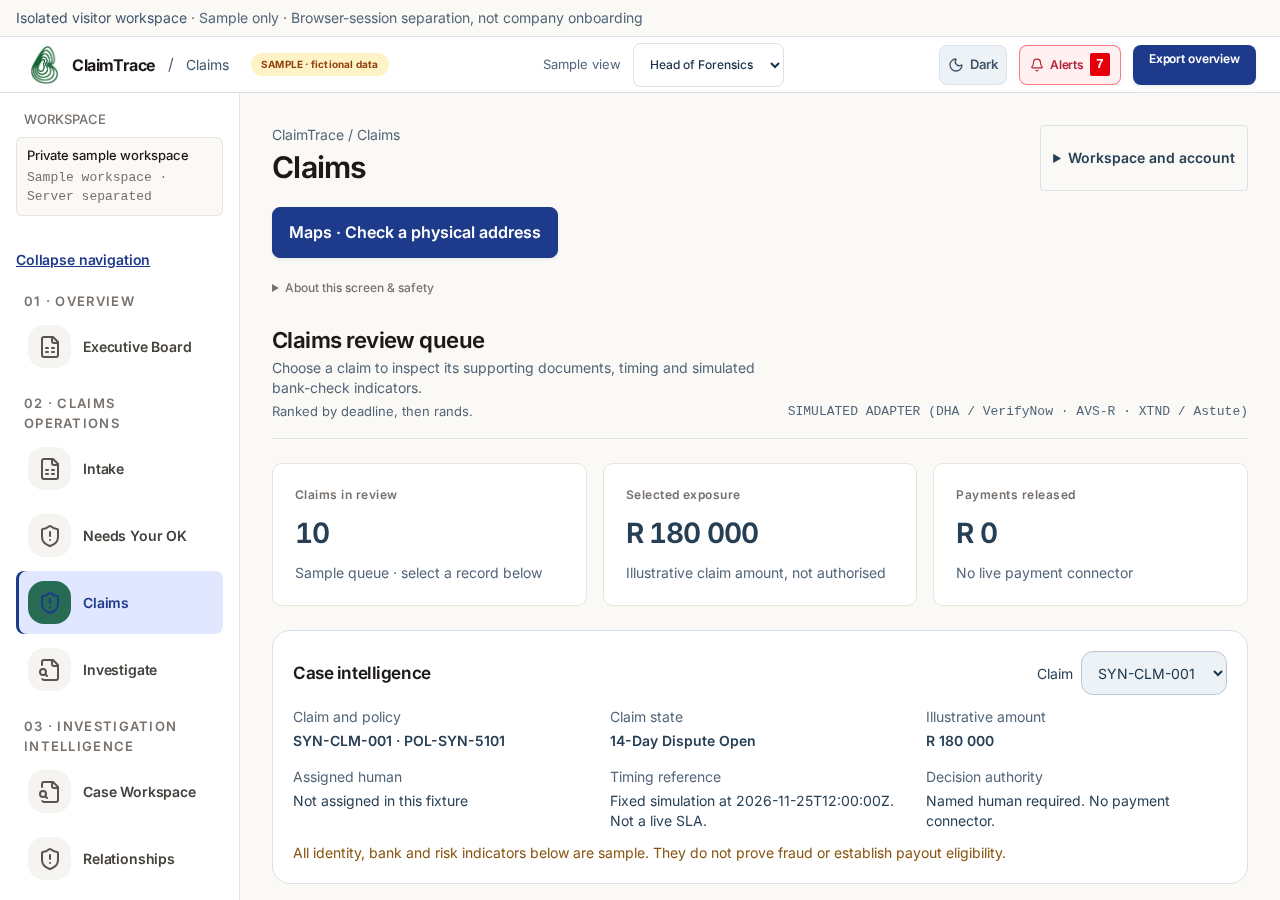 Isolated visitor workspace · Sample only · Browser-session separation, not company onboarding
ClaimTrace / Claims
SAMPLE · fictional data
Sample view
Head of Forensics
Dark
Alerts 7
Export overview
WORKSPACE
Private sample workspace
Sample workspace ·
Server separated
Collapse navigation
01 · OVERVIEW
Executive Board
02 · CLAIMS
OPERATIONS
Intake
Needs Your OK
Claims
Investigate
03 · INVESTIGATION
INTELLIGENCE
Case Workspace
Relationships
ClaimTrace / Claims
Claims
Workspace and account
Maps · Check a physical address
About this screen & safety
Claims review queue
Choose a claim to inspect its supporting documents, timing and simulated
bank-check indicators.
Ranked by deadline, then rands.
SIMULATED ADAPTER (DHA / VerifyNow · AVS-R · XTND / Astute)
Claims in review
10
Sample queue · select a record below
Selected exposure
R 180 000
Illustrative claim amount, not authorised
Payments released
R 0
No live payment connector
Case intelligence
Claim
SYN-CLM-001
Claim and policy
SYN-CLM-001 · POL-SYN-5101
Claim state
14-Day Dispute Open
Illustrative amount
R 180 000
Assigned human
Not assigned in this fixture
Timing reference
Fixed simulation at 2026-11-25T12:00:00Z.
Not a live SLA.
Decision authority
Named human required. No payment
connector.
All identity, bank and risk indicators below are sample. They do not prove fraud or establish payout eligibility.